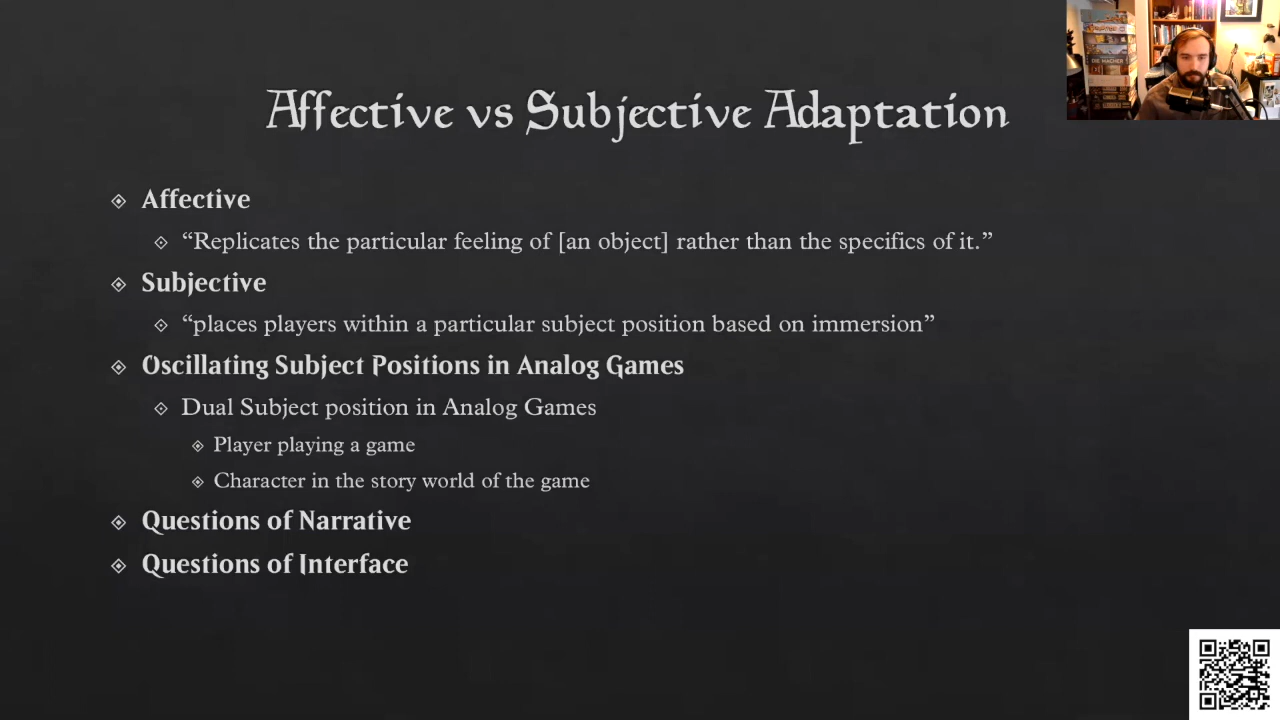 Affective vs Subjective Adaptation
Affective
“Replicates the particular feeling of [an object] rather than the specifics of it.”
Subjective
“places players within a particular subject position based on immersion”
Oscillating Subject Positions in Analog Games
Dual Subject position in Analog Games
Player playing a game
Character in the story world of the game
Questions of Narrative
Questions of Interface
DIE MACHER